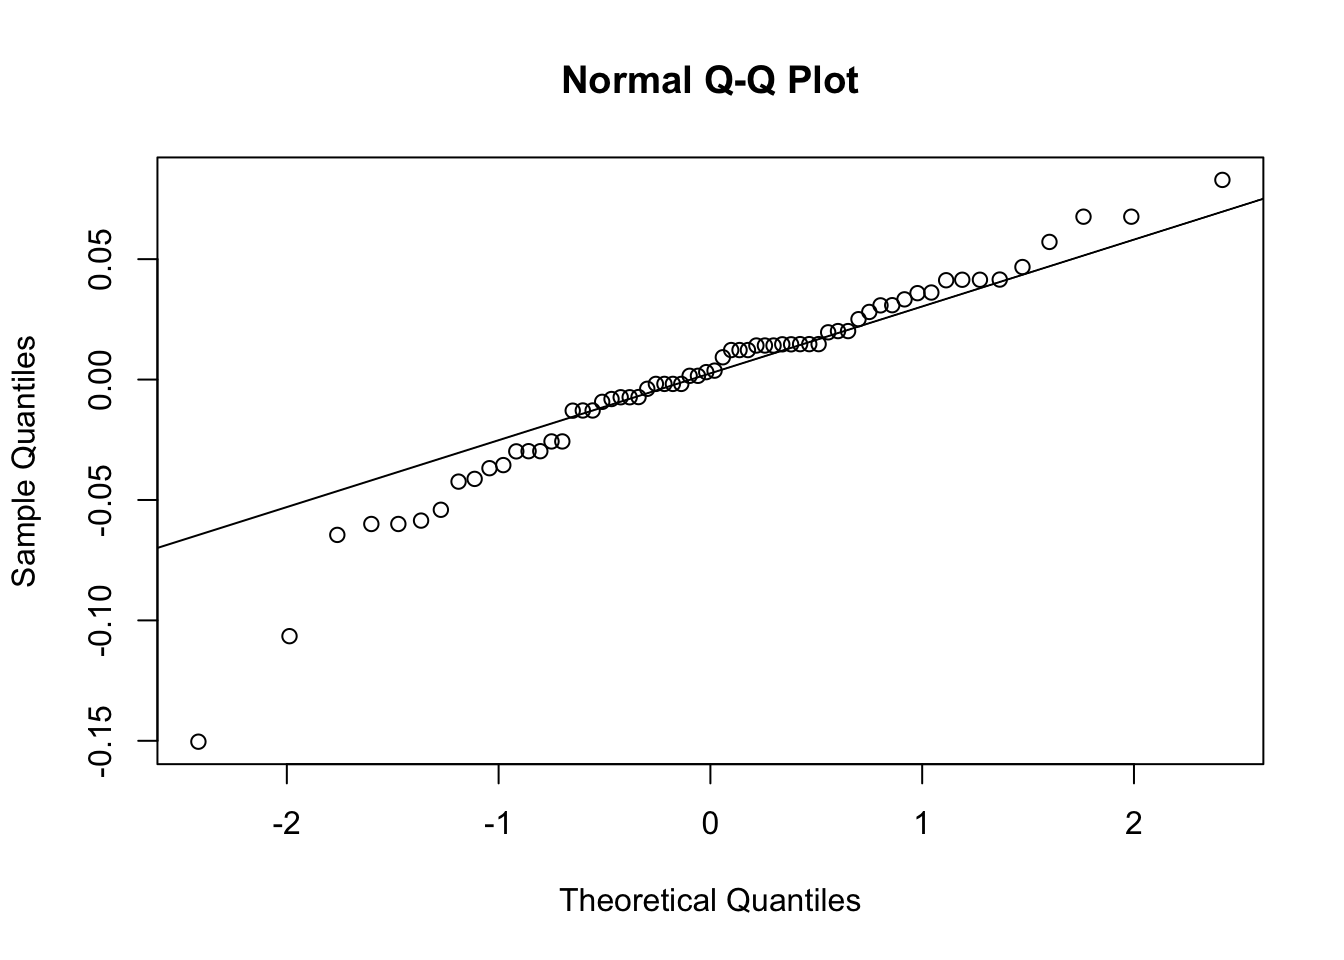 Normal Q-Q Plot
Sample Quantiles
0.05
0.00
-0.05
-0.10
-0.15
-2 -1 0 1 2
Theoretical Quantiles